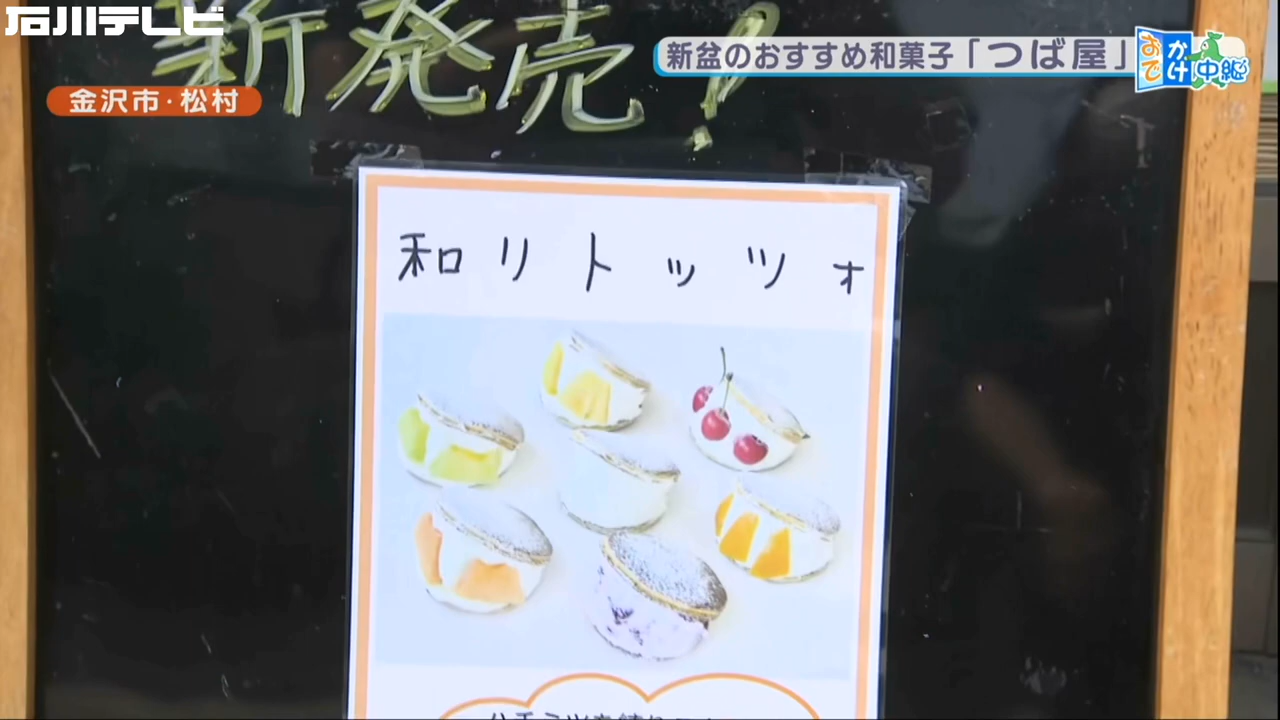 石川テレビ
新発売!
新盆のおすすめ和菓子「つば屋」
おでかけ中継
金沢市・松村
和リトッツォ